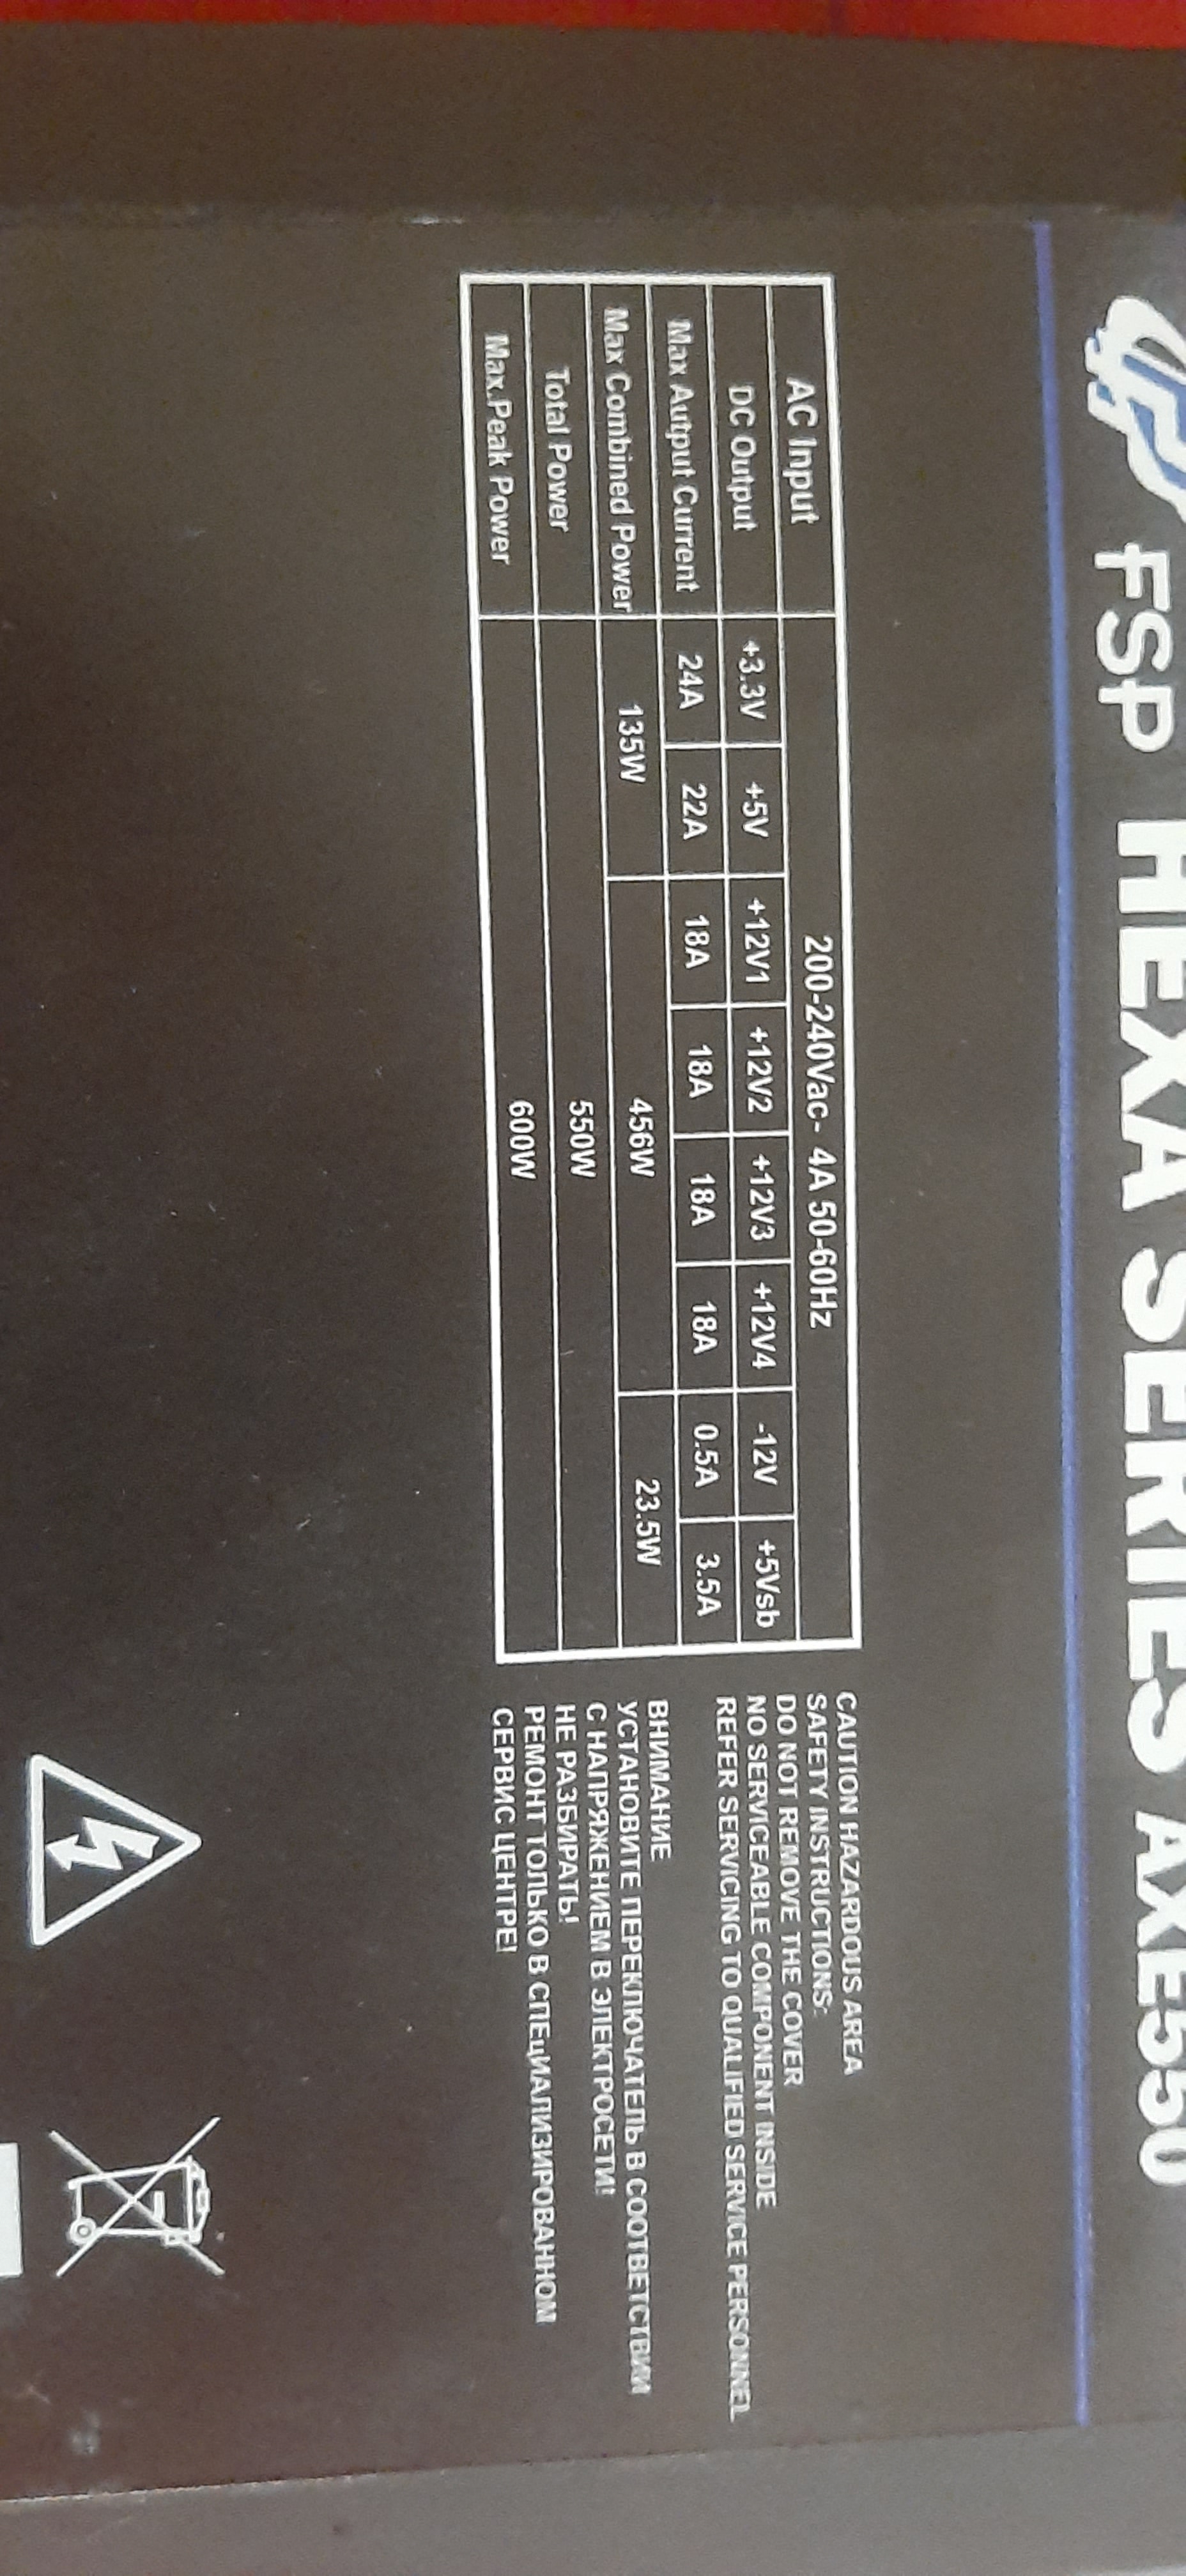 FSP HEXA SERIES AXE550
AC Input 200-240Vac- 4A 50-60Hz
DC Output +3.3V +5V +12V1 +12V2 +12V3 +12V4 -12V +5Vsb
Max Autput Current 24A 22A 18A 18A 18A 18A 0.5A 3.5A
Max Combined Power 135W 456W 23.5W
Total Power 550W
Max.Peak Power 600W
CAUTION HAZARDOUS AREA
SAFETY INSTRUCTIONS:
DO NOT REMOVE THE COVER
NO SERVICEABLE COMPONENT INSIDE
REFER SERVICING TO QUALIFIED SERVICE PERSONNEL
ВНИМАНИЕ
УСТАНОВИТЕ ПЕРЕКЛЮЧАТЕЛЬ В СООТВЕТСТВИИ
С НАПРЯЖЕНИЕМ В ЭЛЕКТРОСЕТИ!
НЕ РАЗБИРАТЬ!
РЕМОНТ ТОЛЬКО В СПЕцИАЛИЗИРОВАННОМ
СЕРВИС ЦЕНТРЕ!